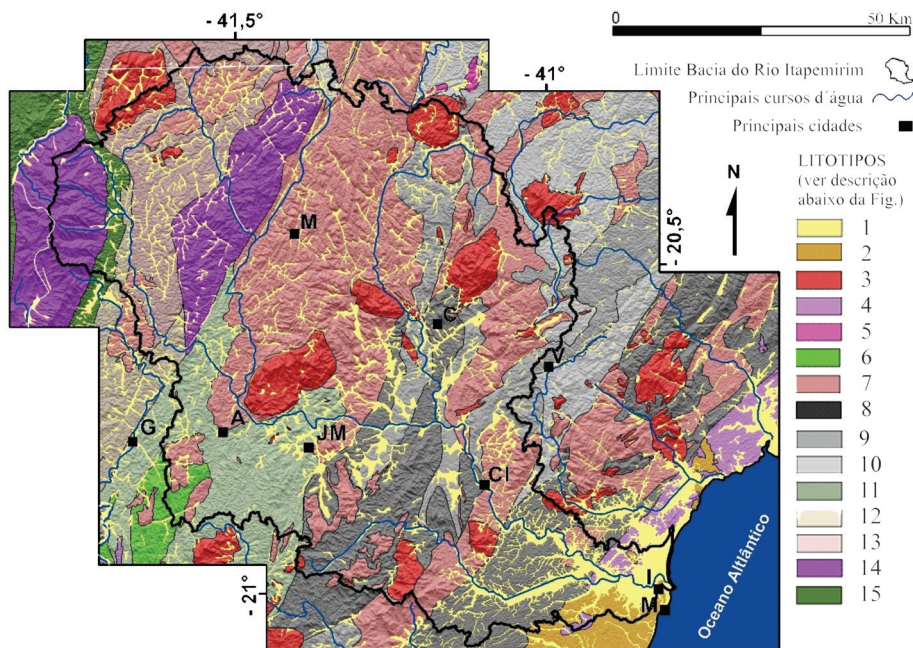 - 41,5°
0 50 Km
- 41°
Limite Bacia do Rio Itapemirim
Principais cursos d´água
Principais cidades
LITOTIPOS
(ver descrição
abaixo da Fig.)
N
- 20,5°
1
2
3
4
5
6
7
8
9
10
11
12
13
14
15
M
C
V
G
A
JM
CI
I
M
- 21°
Oceano Altlântico